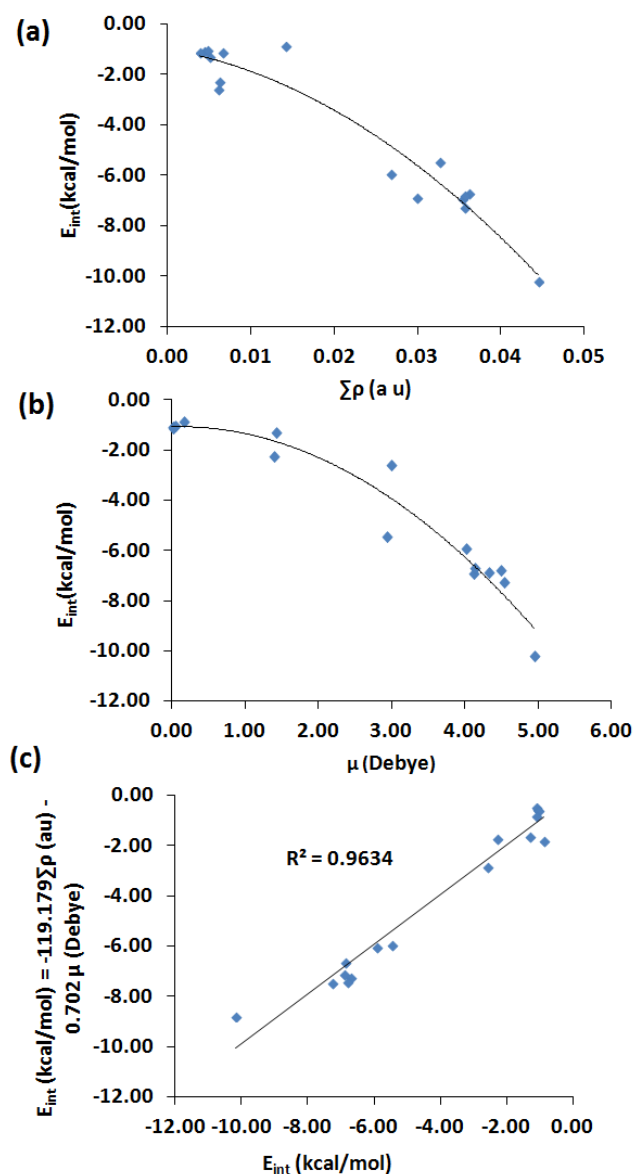 (a)
0.00
-2.00
-4.00
-6.00
-8.00
-10.00
-12.00
E_int(kcal/mol)
0.00 0.01 0.02 0.03 0.04 0.05
∑ρ (a u)
(b)
0.00
-2.00
-4.00
-6.00
-8.00
-10.00
-12.00
E_int(kcal/mol)
0.00 1.00 2.00 3.00 4.00 5.00 6.00
μ (Debye)
(c)
0.00
-2.00
-4.00
-6.00
-8.00
-10.00
-12.00
E_int (kcal/mol) = -119.179∑ρ (au) -
0.702 μ (Debye)
R² = 0.9634
-12.00 -10.00 -8.00 -6.00 -4.00 -2.00 0.00
E_int (kcal/mol)